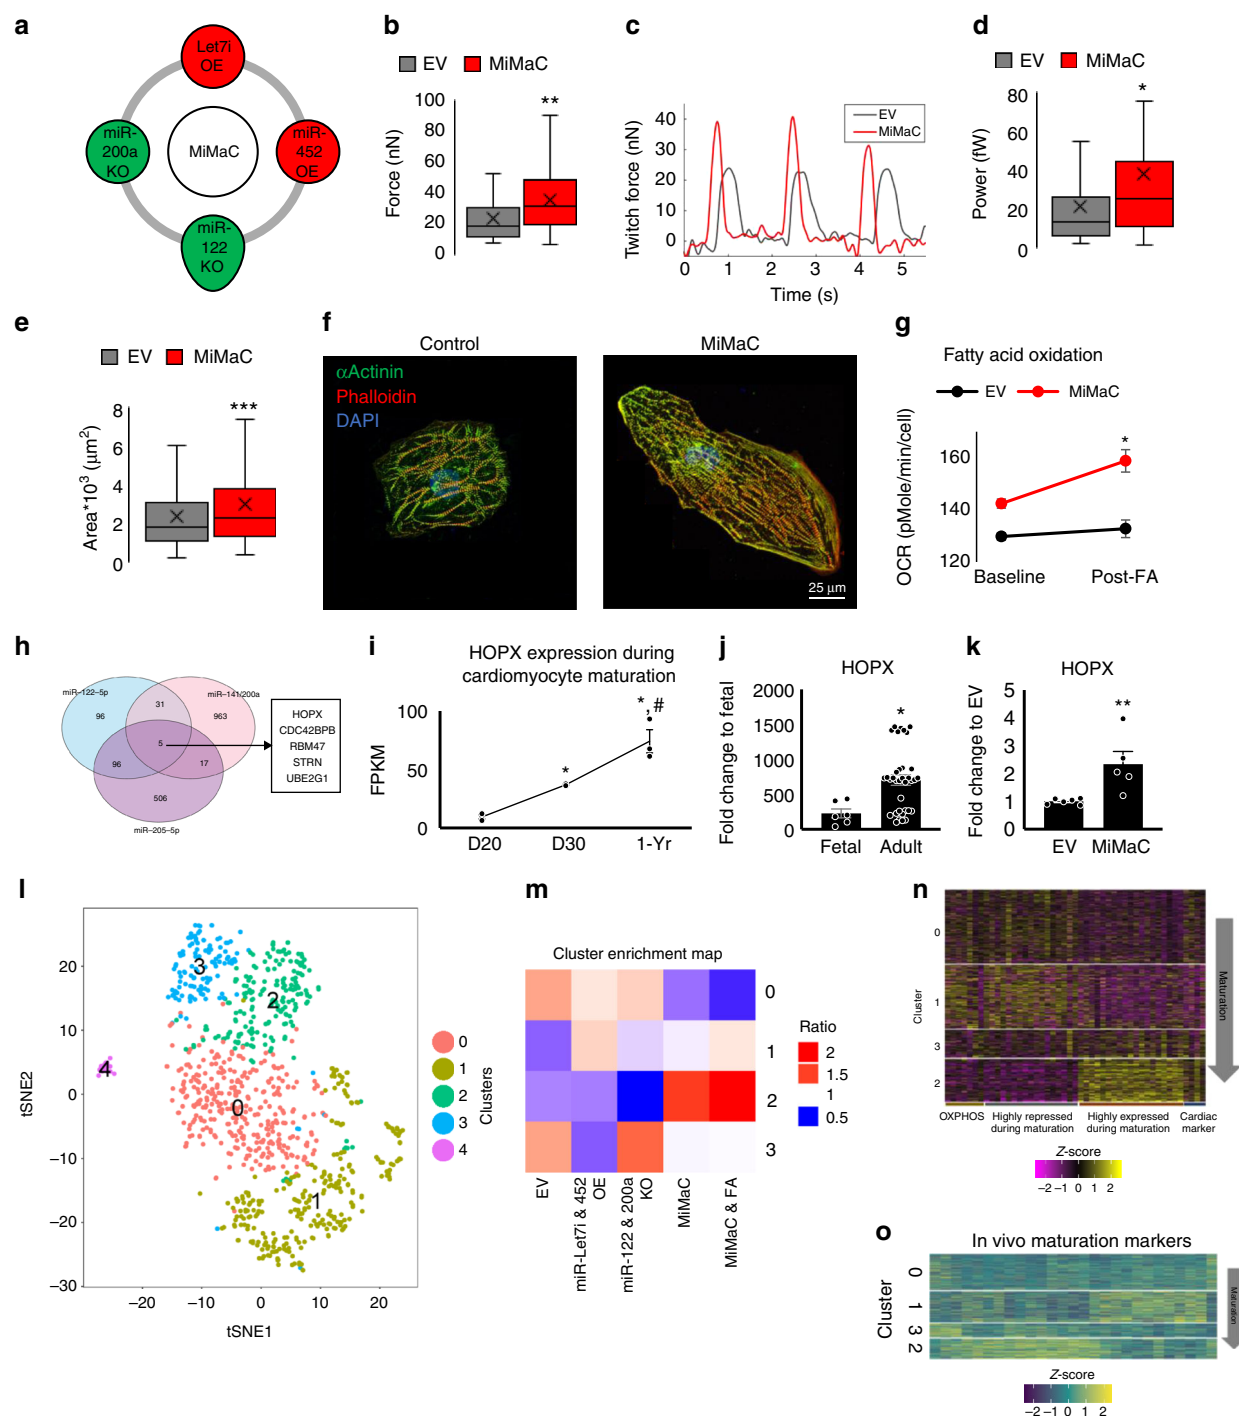 a
Let7i
OE
miR-
200a
KO
MiMaC
miR-
452
OE
miR-
122
KO
b
EV MiMaC
**
Force (nN)
100
80
60
40
20
0
c
EV
MiMaC
Twitch force (nN)
40
30
20
10
0
0 1 2 3 4 5
Time (s)
d
EV MiMaC
*
Power (fW)
80
60
40
20
0
e
EV MiMaC
***
Area*10^3 (μm²)
8
6
4
2
0
f
Control
MiMaC
αActinin
Phalloidin
DAPI
25 μm
g
Fatty acid oxidation
EV MiMaC
*
OCR (pMole/min/cell)
160
140
120
Baseline Post-FA
h
miR-122-5p
miR-141/200a
miR-205-5p
96
31
963
5
96
17
506
HOPX
CDC42BPB
RBM47
STRN
UBE2G1
i
HOPX expression during
cardiomyocyte maturation
*, #
*
FPKM
100
50
0
D20 D30 1-Yr
j
HOPX
*
Fold change to fetal
2000
1500
1000
500
0
Fetal Adult
k
HOPX
**
Fold change to EV
5
4
3
2
1
0
EV MiMaC
l
tSNE2
20
10
0
−10
−20
−30
−20 −10 0 10 20
tSNE1
3
2
4
0
1
0
1
2
3
4
Clusters
m
Cluster enrichment map
0
1
2
3
EV
miR-Let7i & 452
OE
miR-122 & 200a
KO
MiMaC
MiMaC & FA
Ratio
2
1.5
1
0.5
n
Cluster
0
1
3
2
Maturation
OXPHOS
Highly repressed
during maturation
Highly expressed
during maturation
Cardiac
marker
Z-score
−2 −1 0 1 2
o
In vivo maturation markers
Cluster
0
1
3
2
Maturation
Z-score
−2 −1 0 1 2